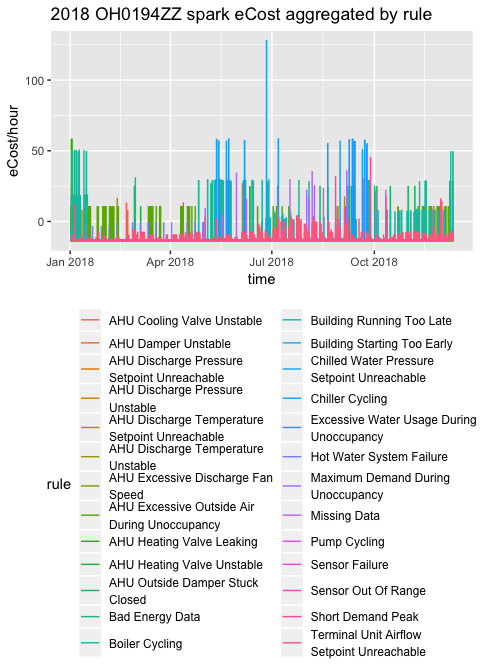 2018 OH0194ZZ spark eCost aggregated by rule
eCost/hour
100
50
0
Jan 2018
Apr 2018
Jul 2018
Oct 2018
time
rule
AHU Cooling Valve Unstable
AHU Damper Unstable
AHU Discharge Pressure
Setpoint Unreachable
AHU Discharge Pressure
Unstable
AHU Discharge Temperature
Setpoint Unreachable
AHU Discharge Temperature
Unstable
AHU Excessive Discharge Fan
Speed
AHU Excessive Outside Air
During Unoccupancy
AHU Heating Valve Leaking
AHU Heating Valve Unstable
AHU Outside Damper Stuck
Closed
Bad Energy Data
Boiler Cycling
Building Running Too Late
Building Starting Too Early
Chilled Water Pressure
Setpoint Unreachable
Chiller Cycling
Excessive Water Usage During
Unoccupancy
Hot Water System Failure
Maximum Demand During
Unoccupancy
Missing Data
Pump Cycling
Sensor Failure
Sensor Out Of Range
Short Demand Peak
Terminal Unit Airflow
Setpoint Unreachable